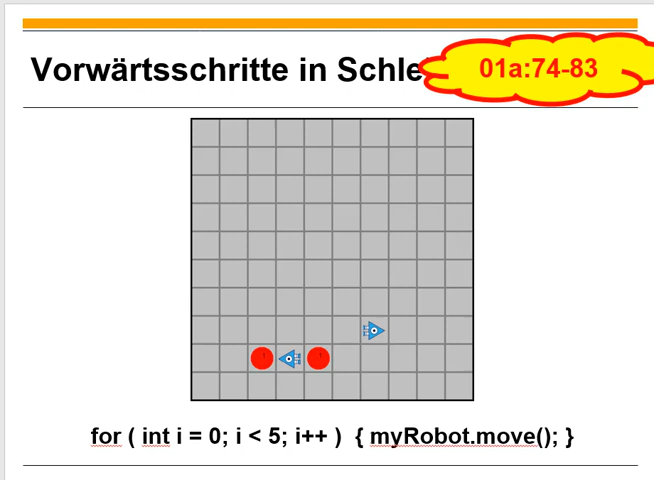 Vorwärtsschritte in Schle
01a:74-83
for ( int i = 0; i < 5; i++ ) { myRobot.move(); }